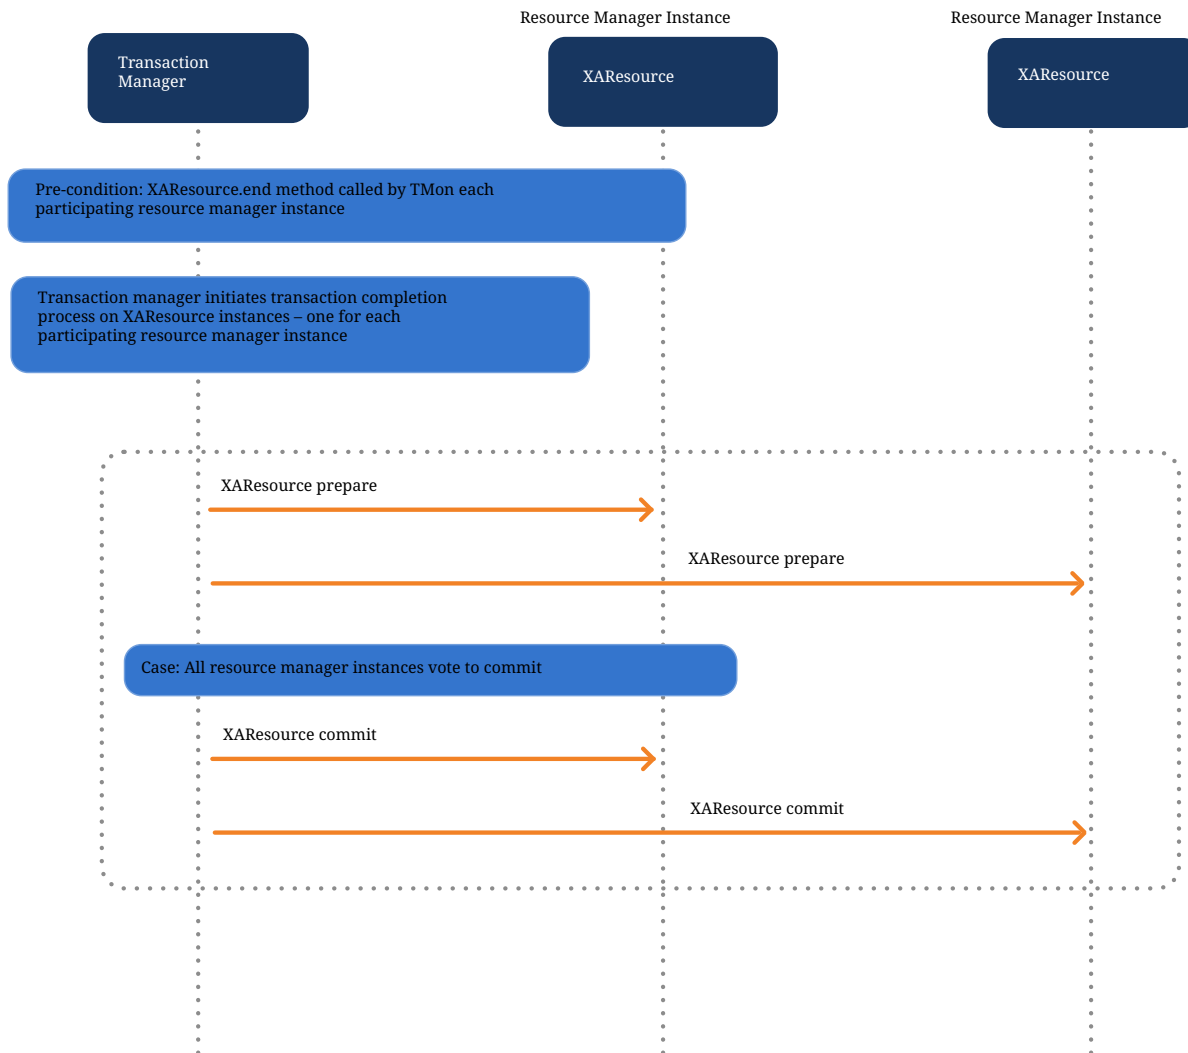 Resource Manager Instance
Resource Manager Instance
Transaction
Manager
XAResource
XAResource
Pre-condition: XAResource.end method called by TMon each
participating resource manager instance
Transaction manager initiates transaction completion
process on XAResource instances – one for each
participating resource manager instance
XAResource prepare
XAResource prepare
Case: All resource manager instances vote to commit
XAResource commit
XAResource commit